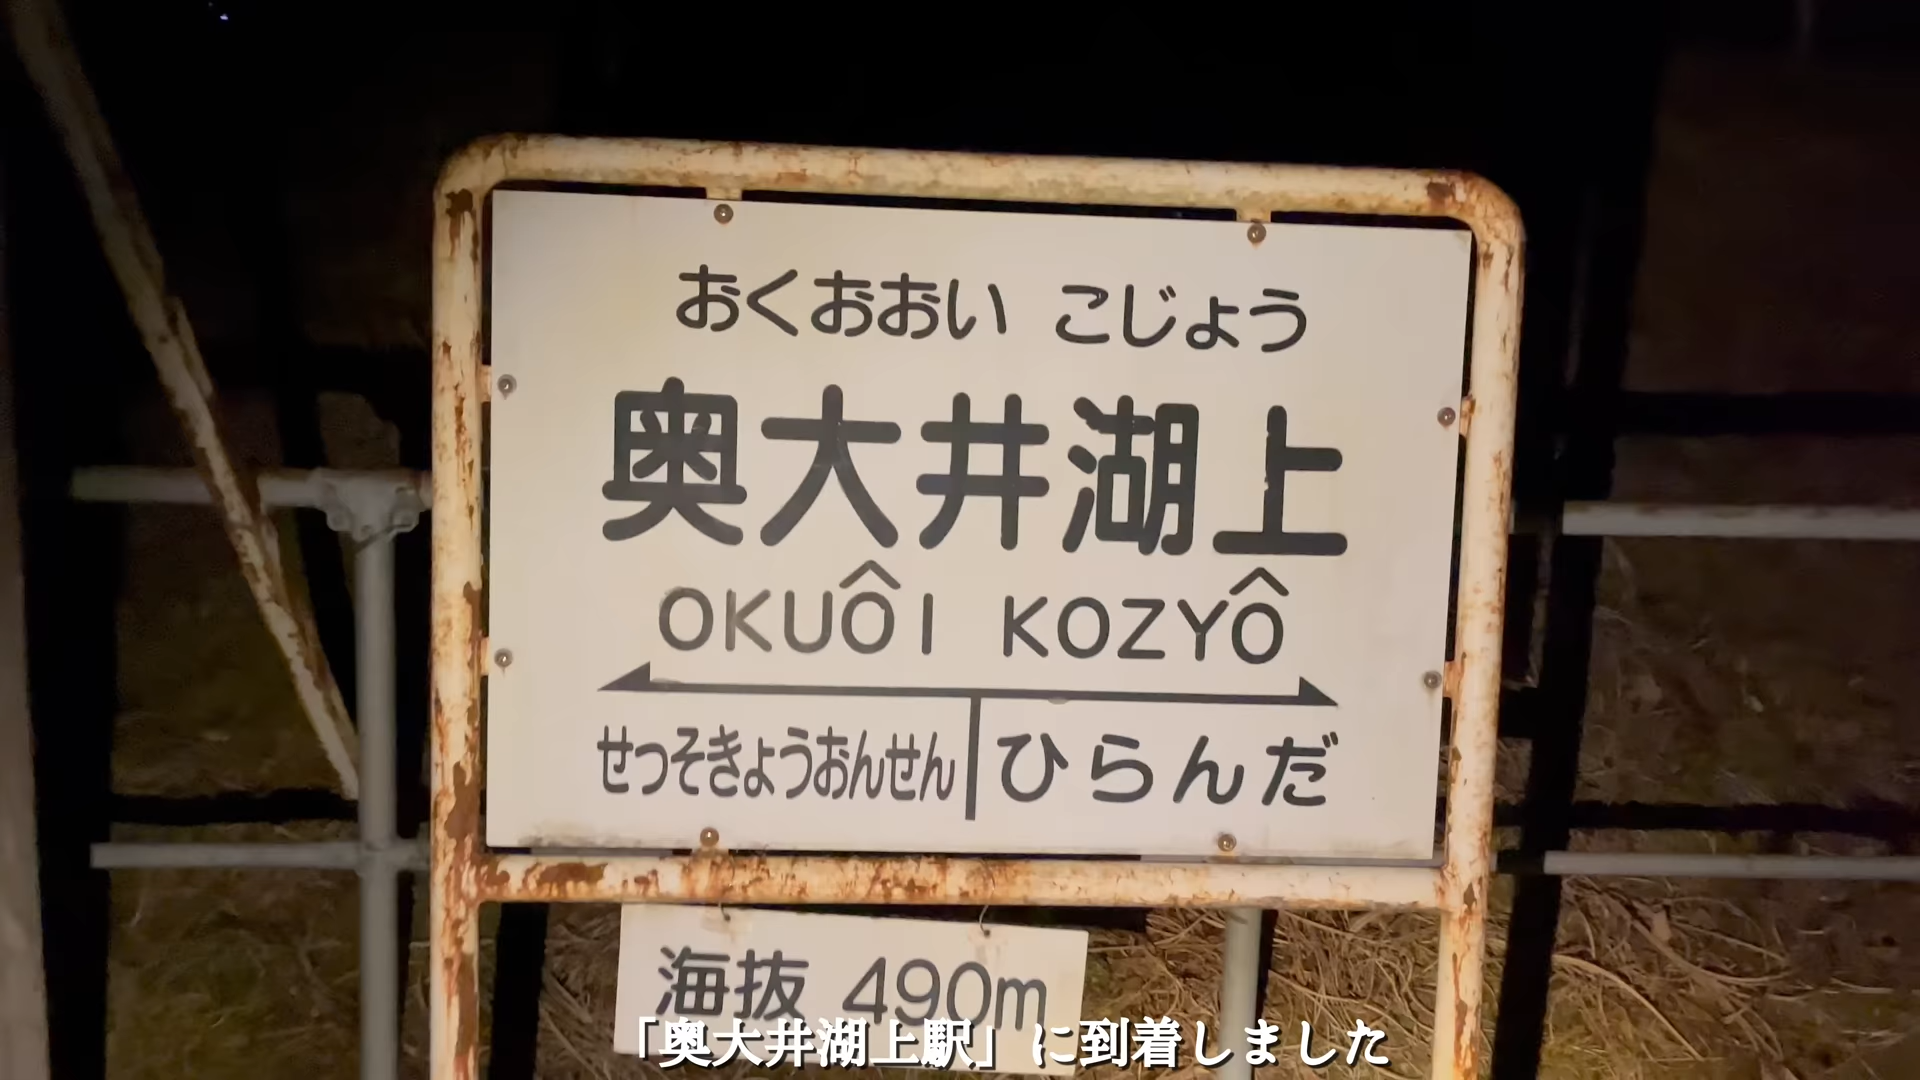 おくおおい こじょう
奥大井湖上
OKUÔI KOZYÔ
せっそきょうおんせん ひらんだ
海抜 490m
「奥大井湖上駅」に到着しました